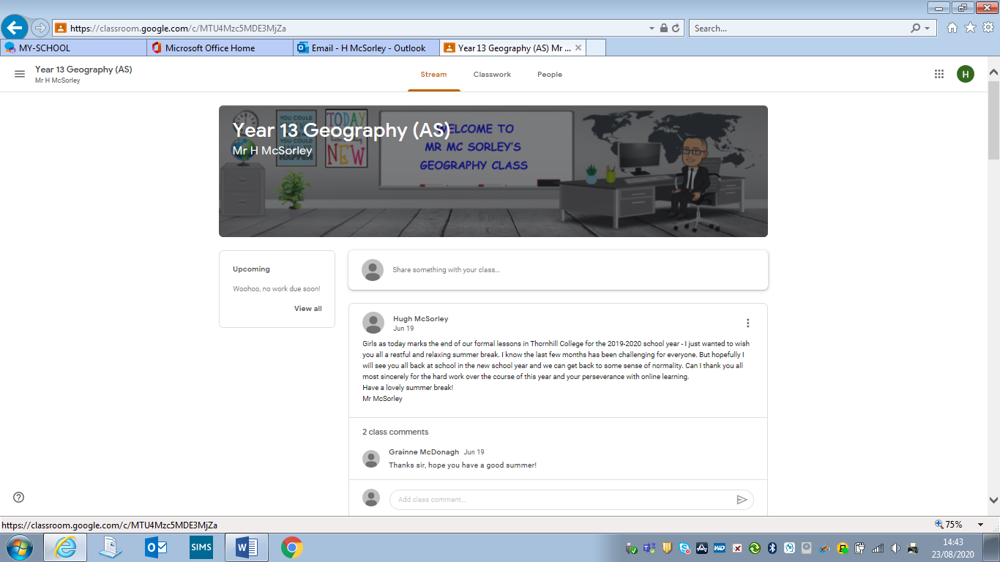 https://classroom.google.com/c/MTU4Mzc5MDE3MjZa
Search...
MY-SCHOOL
Microsoft Office Home
Email - H McSorley - Outlook
Year 13 Geography (AS) Mr ...
Year 13 Geography (AS)
Mr H McSorley
Stream
Classwork
People
H
YOU COULD
HAPPEN
TODAY
NEW
Year 13 Geography (AS)
Mr H McSorley
WELCOME TO
MR MC SORLEY'S
GEOGRAPHY CLASS
Upcoming
Woohoo, no work due soon!
View all
Share something with your class...
Hugh McSorley
Jun 19
Girls as today marks the end of our formal lessons in Thornhill College for the 2019-2020 school year - I just wanted to wish
you all a restful and relaxing summer break. I know the last few months has been challenging for everyone. But hopefully I
will see you all back at school in the new school year and we can get back to some sense of normality. Can I thank you all
most sincerely for the hard work over the course of this year and your perseverance with online learning.
Have a lovely summer break!
Mr McSorley
2 class comments
Grainne McDonagh Jun 19
Thanks sir, hope you have a good summer!
Add class comment...
https://classroom.google.com/c/MTU4Mzc5MDE3MjZa
75%
SIMS
14:43
23/08/2020